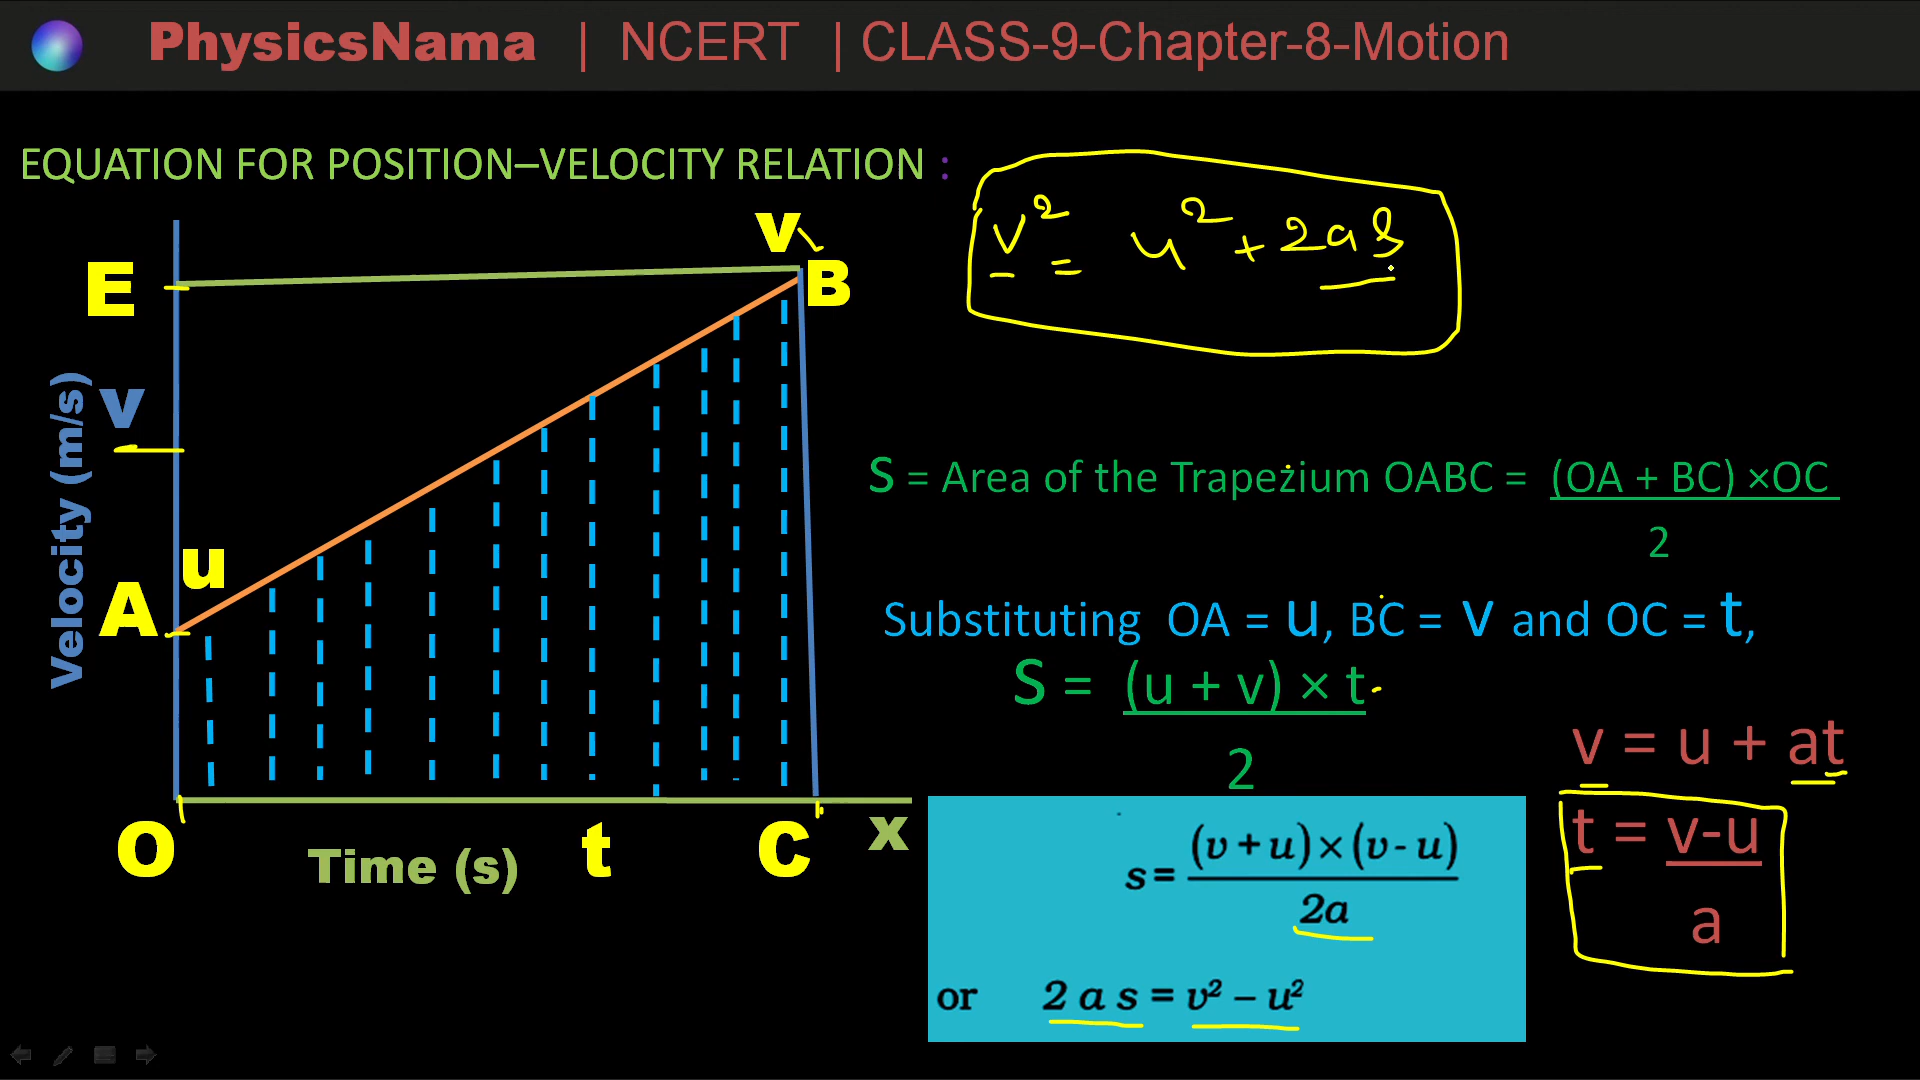 PhysicsNama | NCERT | CLASS-9-Chapter-8-Motion
EQUATION FOR POSITION–VELOCITY RELATION :
v² = u² + 2as
E
v
B
Velocity (m/s)
v
u
A
O
Time (s)
t
C
x
S = Area of the Trapezium OABC = (OA + BC) ×OC
2
Substituting OA = u, BC = v and OC = t,
S = (u + v) × t
2
v = u + at
t = v-u
a
s = (v + u) × (v - u)
2a
or 2 a s = v² – u²